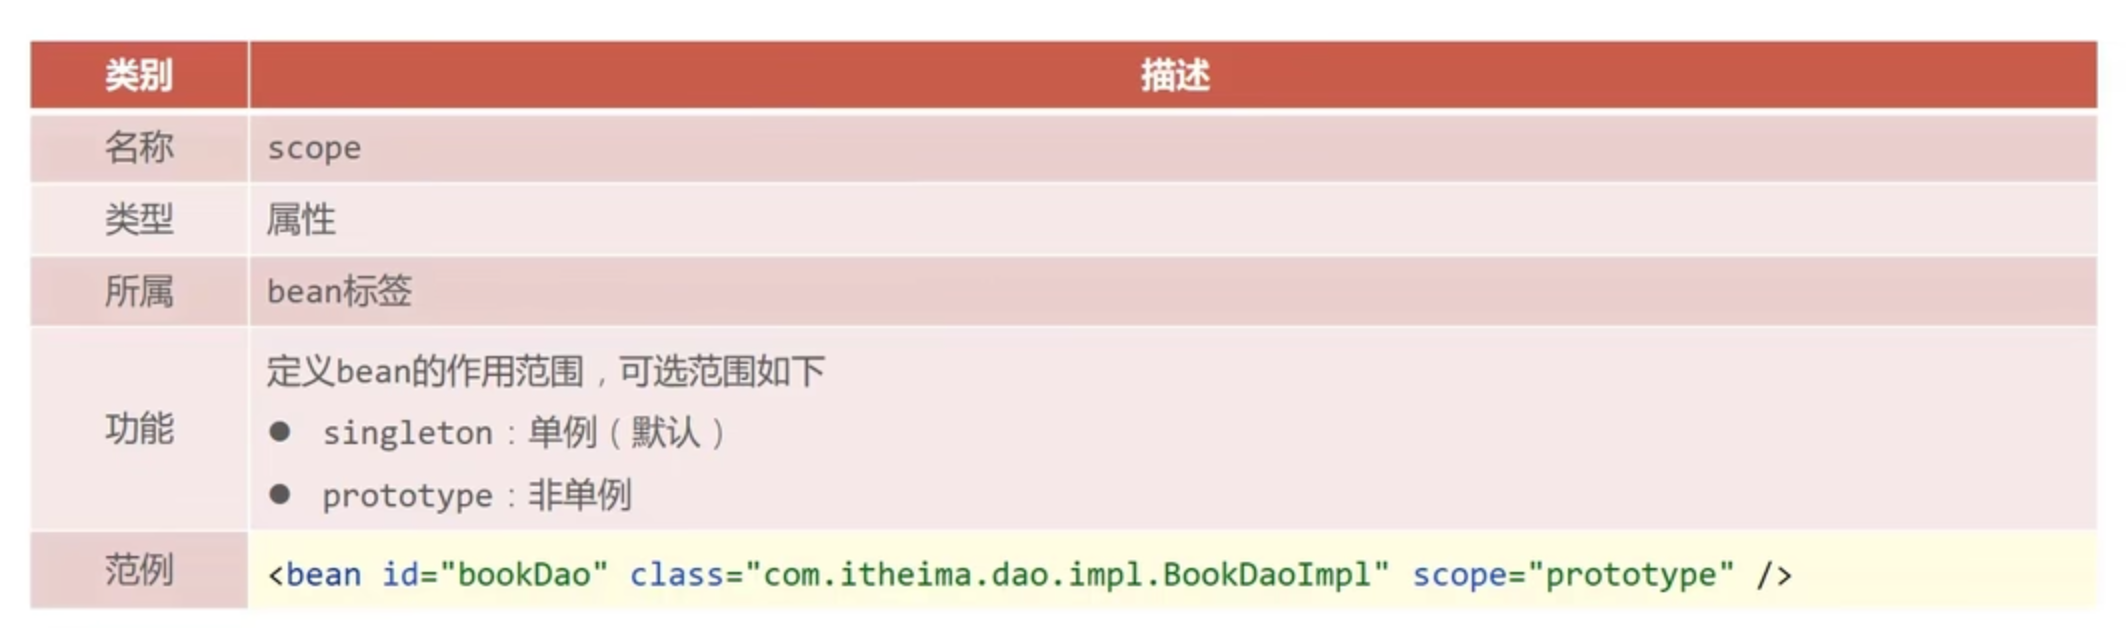 类别 描述
名称 scope
类型 属性
所属 bean标签
功能 定义bean的作用范围，可选范围如下
● singleton：单例（默认）
● prototype：非单例
范例 <bean id="bookDao" class="com.itheima.dao.impl.BookDaoImpl" scope="prototype" />